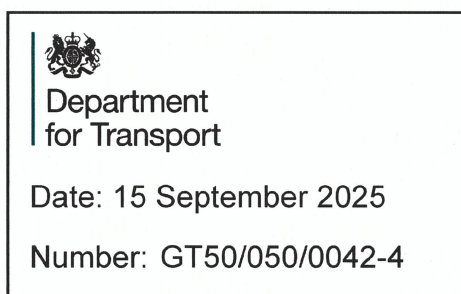 Department
for Transport
Date: 15 September 2025
Number: GT50/050/0042-4